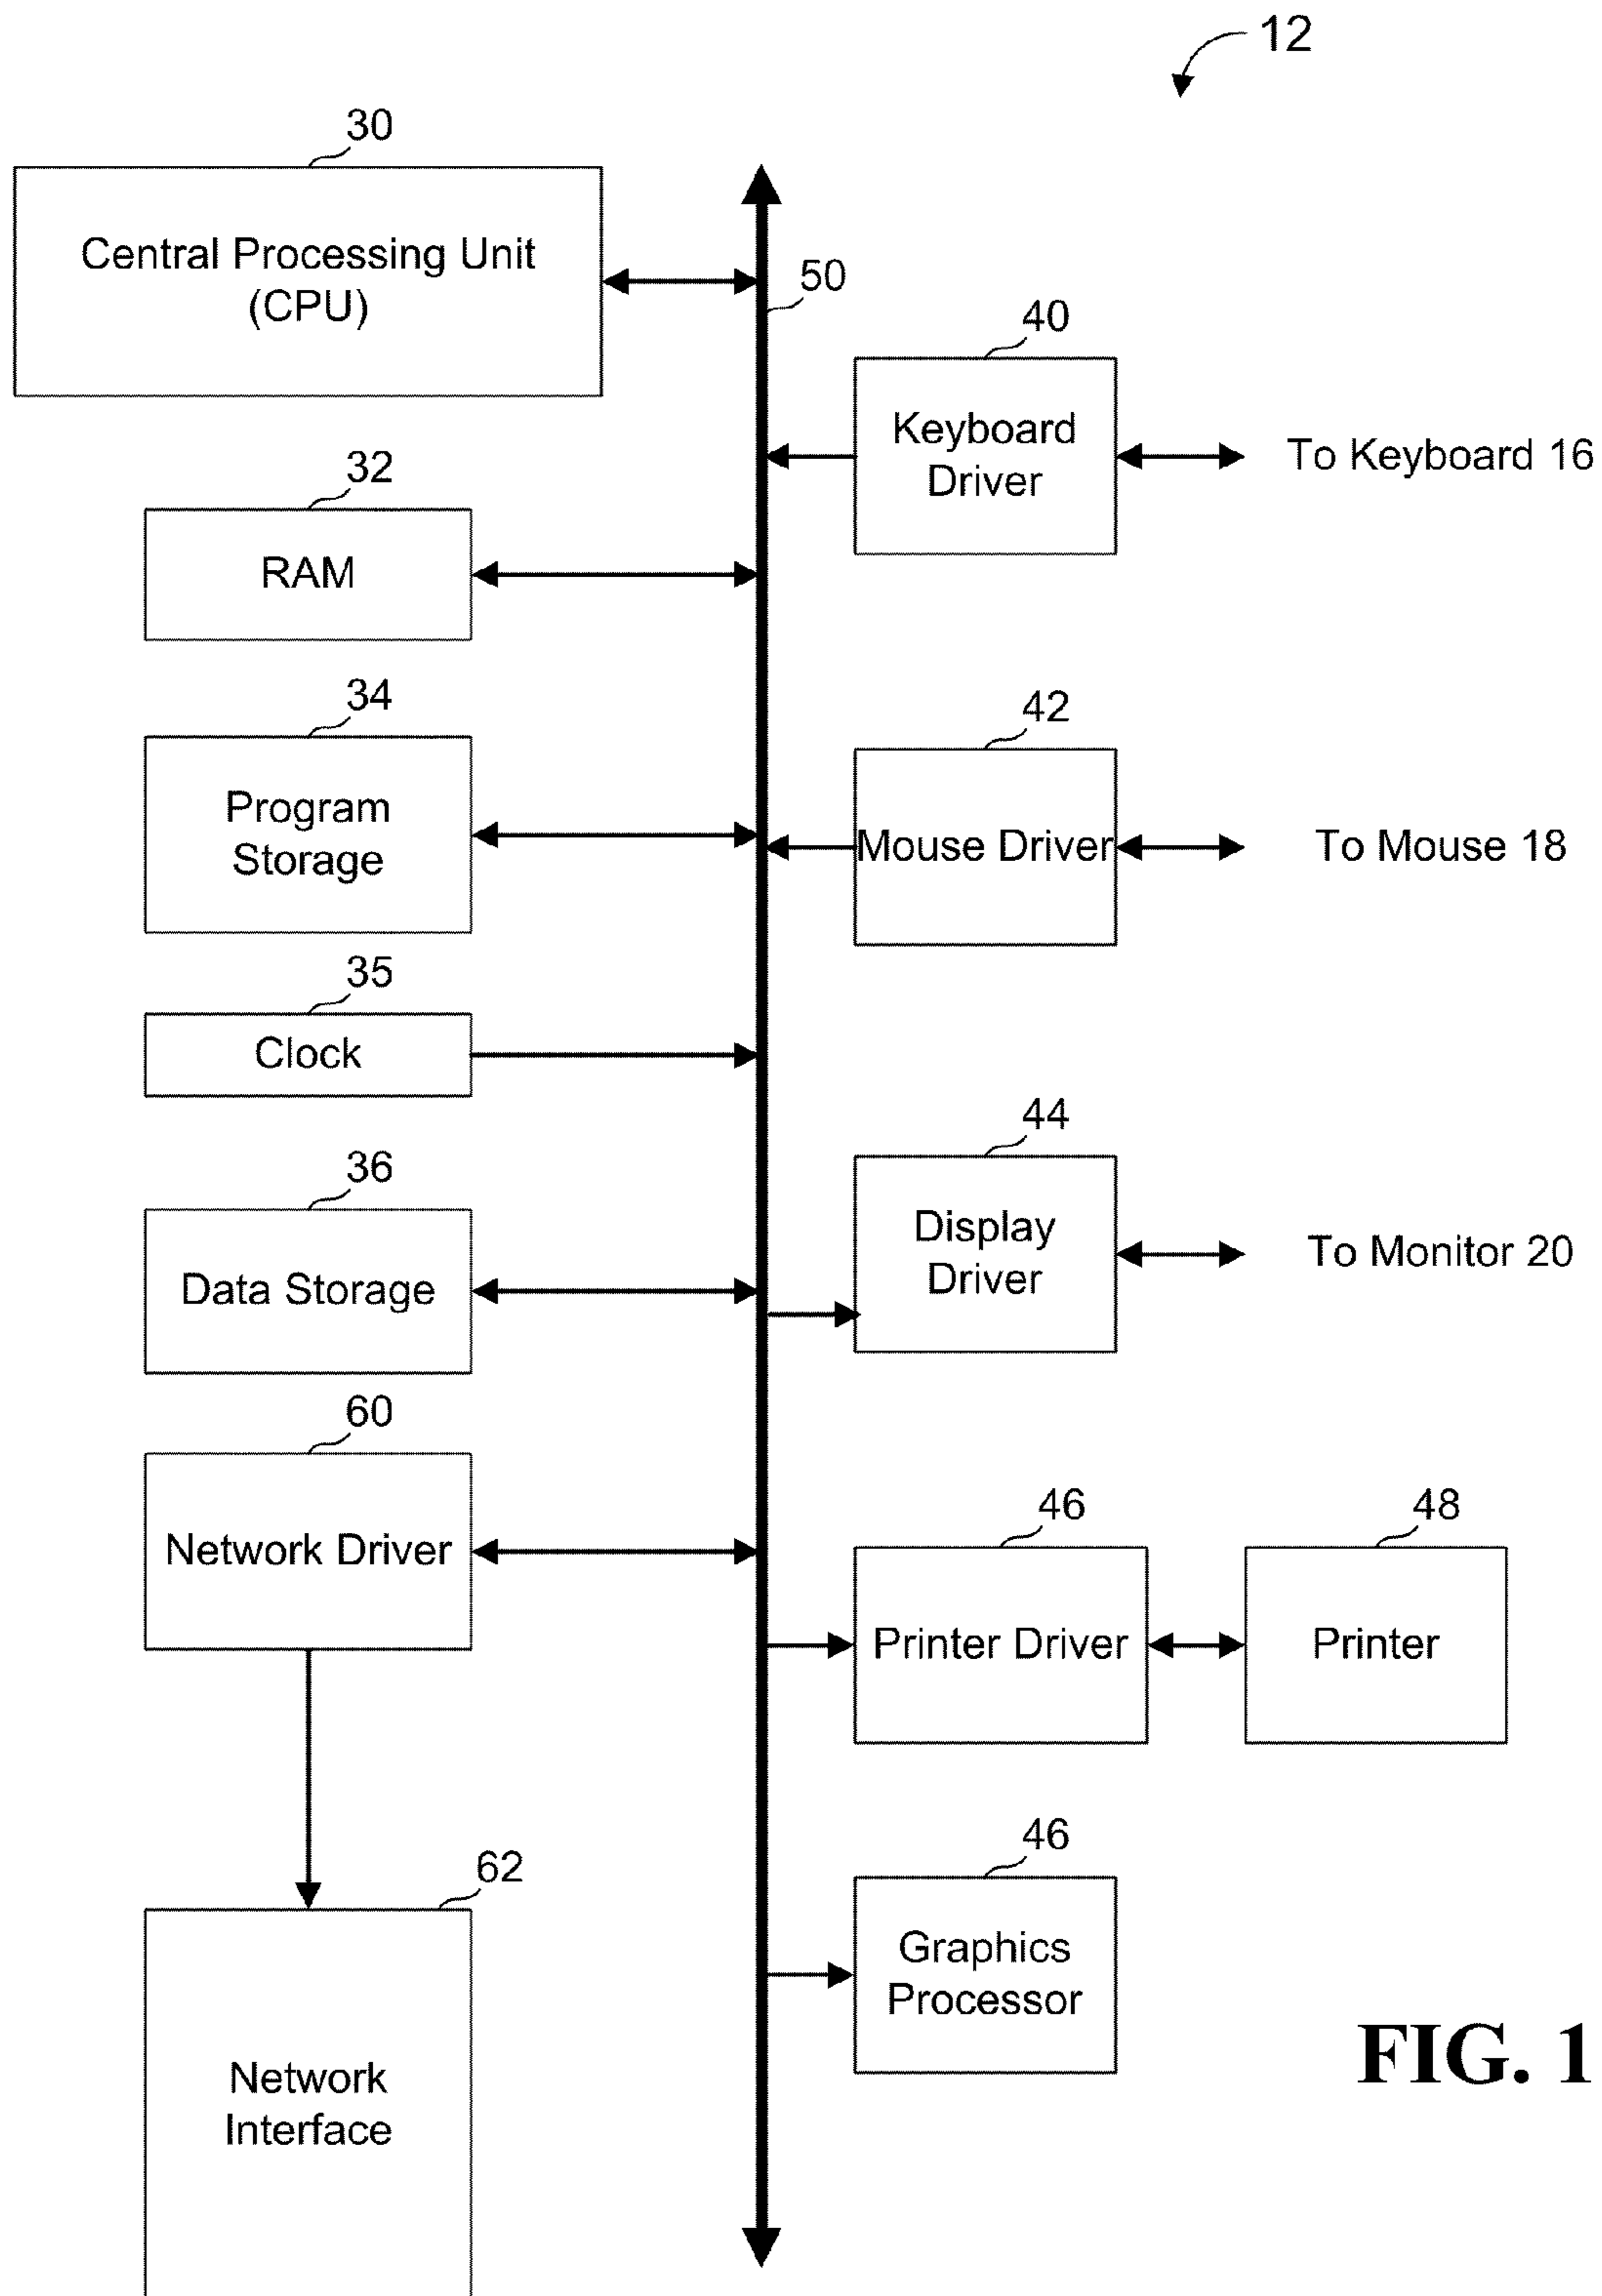 12
30
Central Processing Unit
(CPU)
50
40
Keyboard
Driver
To Keyboard 16
32
RAM
34
Program
Storage
42
Mouse Driver
To Mouse 18
35
Clock
44
Display
Driver
To Monitor 20
36
Data Storage
60
Network Driver
46
Printer Driver
48
Printer
62
Network
Interface
46
Graphics
Processor
FIG. 1